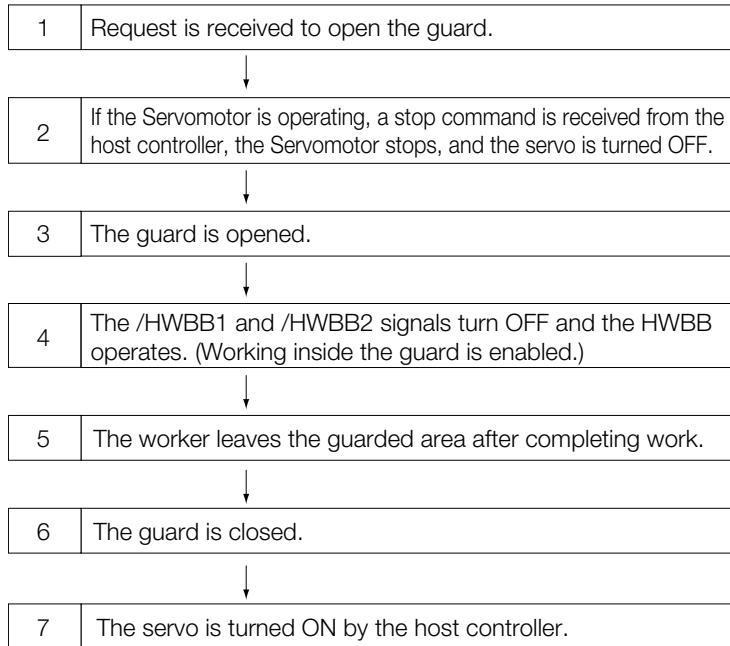 1 Request is received to open the guard.
2 If the Servomotor is operating, a stop command is received from the
host controller, the Servomotor stops, and the servo is turned OFF.
3 The guard is opened.
4 The /HWBB1 and /HWBB2 signals turn OFF and the HWBB
operates. (Working inside the guard is enabled.)
5 The worker leaves the guarded area after completing work.
6 The guard is closed.
7 The servo is turned ON by the host controller.